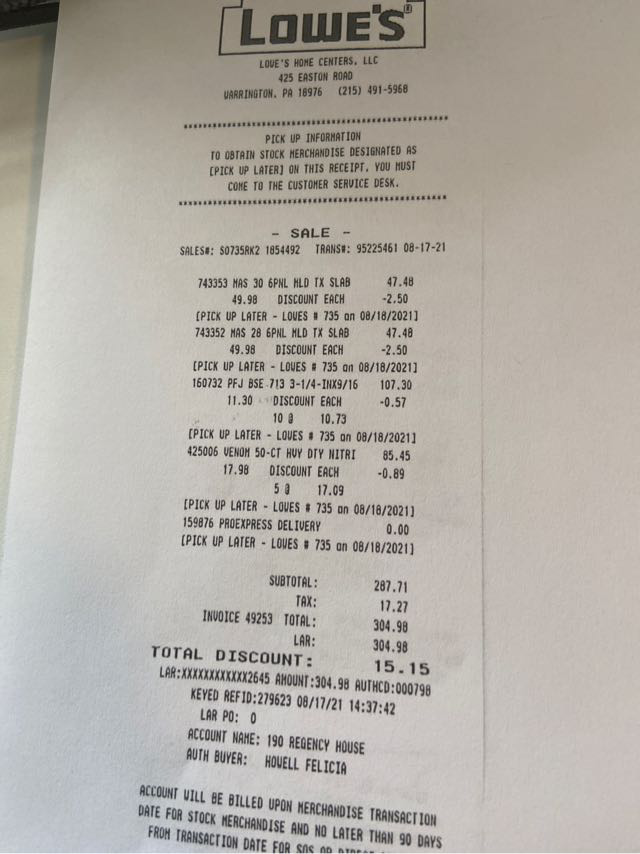 LOWE'S®
LOWE'S HOME CENTERS, LLC
425 EASTON ROAD
WARRINGTON, PA 18976 (215) 491-5968
PICK UP INFORMATION
TO OBTAIN STOCK MERCHANDISE DESIGNATED AS
[PICK UP LATER] ON THIS RECEIPT, YOU MUST
COME TO THE CUSTOMER SERVICE DESK.
- SALE -
SALES#: S0735RK2 1854492 TRANS#: 95225461 08-17-21
743353 MAS 30 6PNL MLD TX SLAB 47.48
49.98 DISCOUNT EACH -2.50
[PICK UP LATER - LOWES # 735 on 08/18/2021]
743352 MAS 28 6PNL MLD TX SLAB 47.48
49.98 DISCOUNT EACH -2.50
[PICK UP LATER - LOWES # 735 on 08/18/2021]
160732 PFJ BSE 713 3-1/4-INX9/16 107.30
11.30 DISCOUNT EACH -0.57
10 @ 10.73
[PICK UP LATER - LOWES # 735 on 08/18/2021]
425006 VENOM 50-CT HVY DTY NITRI 85.45
17.98 DISCOUNT EACH -0.89
5 @ 17.09
[PICK UP LATER - LOWES # 735 on 08/18/2021]
159876 PROEXPRESS DELIVERY 0.00
[PICK UP LATER - LOWES # 735 on 08/18/2021]
SUBTOTAL: 287.71
TAX: 17.27
INVOICE 49253 TOTAL: 304.98
LAR: 304.98
TOTAL DISCOUNT: 15.15
LAR:XXXXXXXXXXXX2645 AMOUNT:304.98 AUTHCD:000798
KEYED REFID:279623 08/17/21 14:37:42
LAR PO: 0
ACCOUNT NAME: 190 REGENCY HOUSE
AUTH BUYER: HOWELL FELICIA
ACCOUNT WILL BE BILLED UPON MERCHANDISE TRANSACTION
DATE FOR STOCK MERCHANDISE AND NO LATER THAN 90 DAYS
FROM TRANSACTION DATE FOR SOS OR